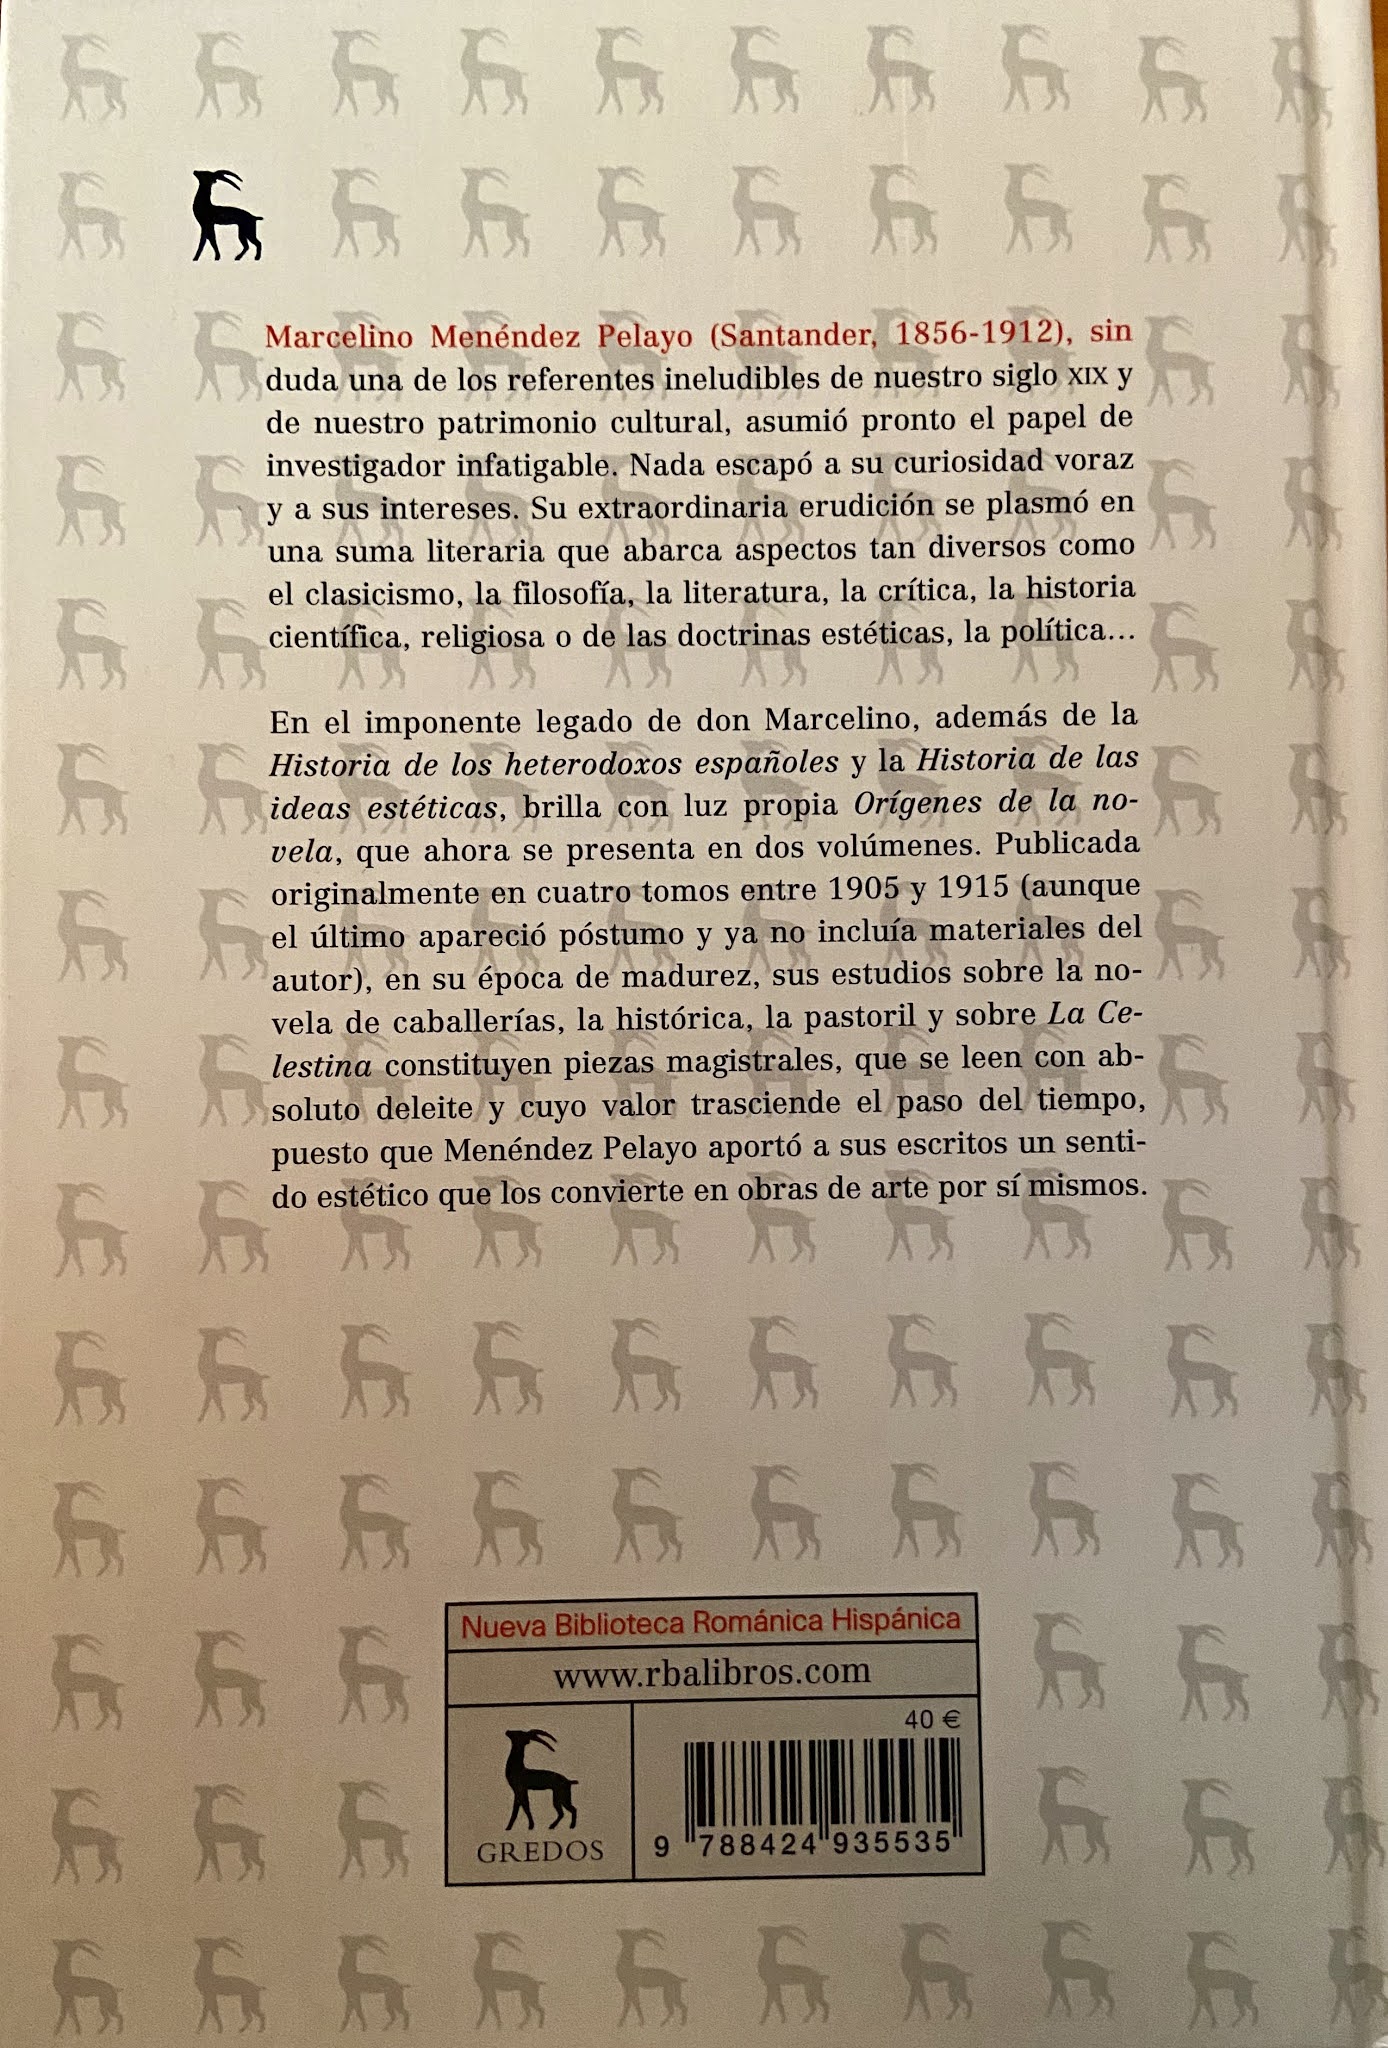 Marcelino Menéndez Pelayo (Santander, 1856-1912), sin
duda una de los referentes ineludibles de nuestro siglo XIX y
de nuestro patrimonio cultural, asumió pronto el papel de
investigador infatigable. Nada escapó a su curiosidad voraz
y a sus intereses. Su extraordinaria erudición se plasmó en
una suma literaria que abarca aspectos tan diversos como
el clasicismo, la filosofía, la literatura, la crítica, la historia
científica, religiosa o de las doctrinas estéticas, la política...
En el imponente legado de don Marcelino, además de la
Historia de los heterodoxos españoles y la Historia de las
ideas estéticas, brilla con luz propia Orígenes de la no-
vela, que ahora se presenta en dos volúmenes. Publicada
originalmente en cuatro tomos entre 1905 y 1915 (aunque
el último apareció póstumo y ya no incluía materiales del
autor), en su época de madurez, sus estudios sobre la no-
vela de caballerías, la histórica, la pastoril y sobre La Ce-
lestina constituyen piezas magistrales, que se leen con ab-
soluto deleite y cuyo valor trasciende el paso del tiempo,
puesto que Menéndez Pelayo aportó a sus escritos un senti-
do estético que los convierte en obras de arte por sí mismos.
Nueva Biblioteca Románica Hispánica
www.rbalibros.com
40 €
GREDOS
9 788424 935535